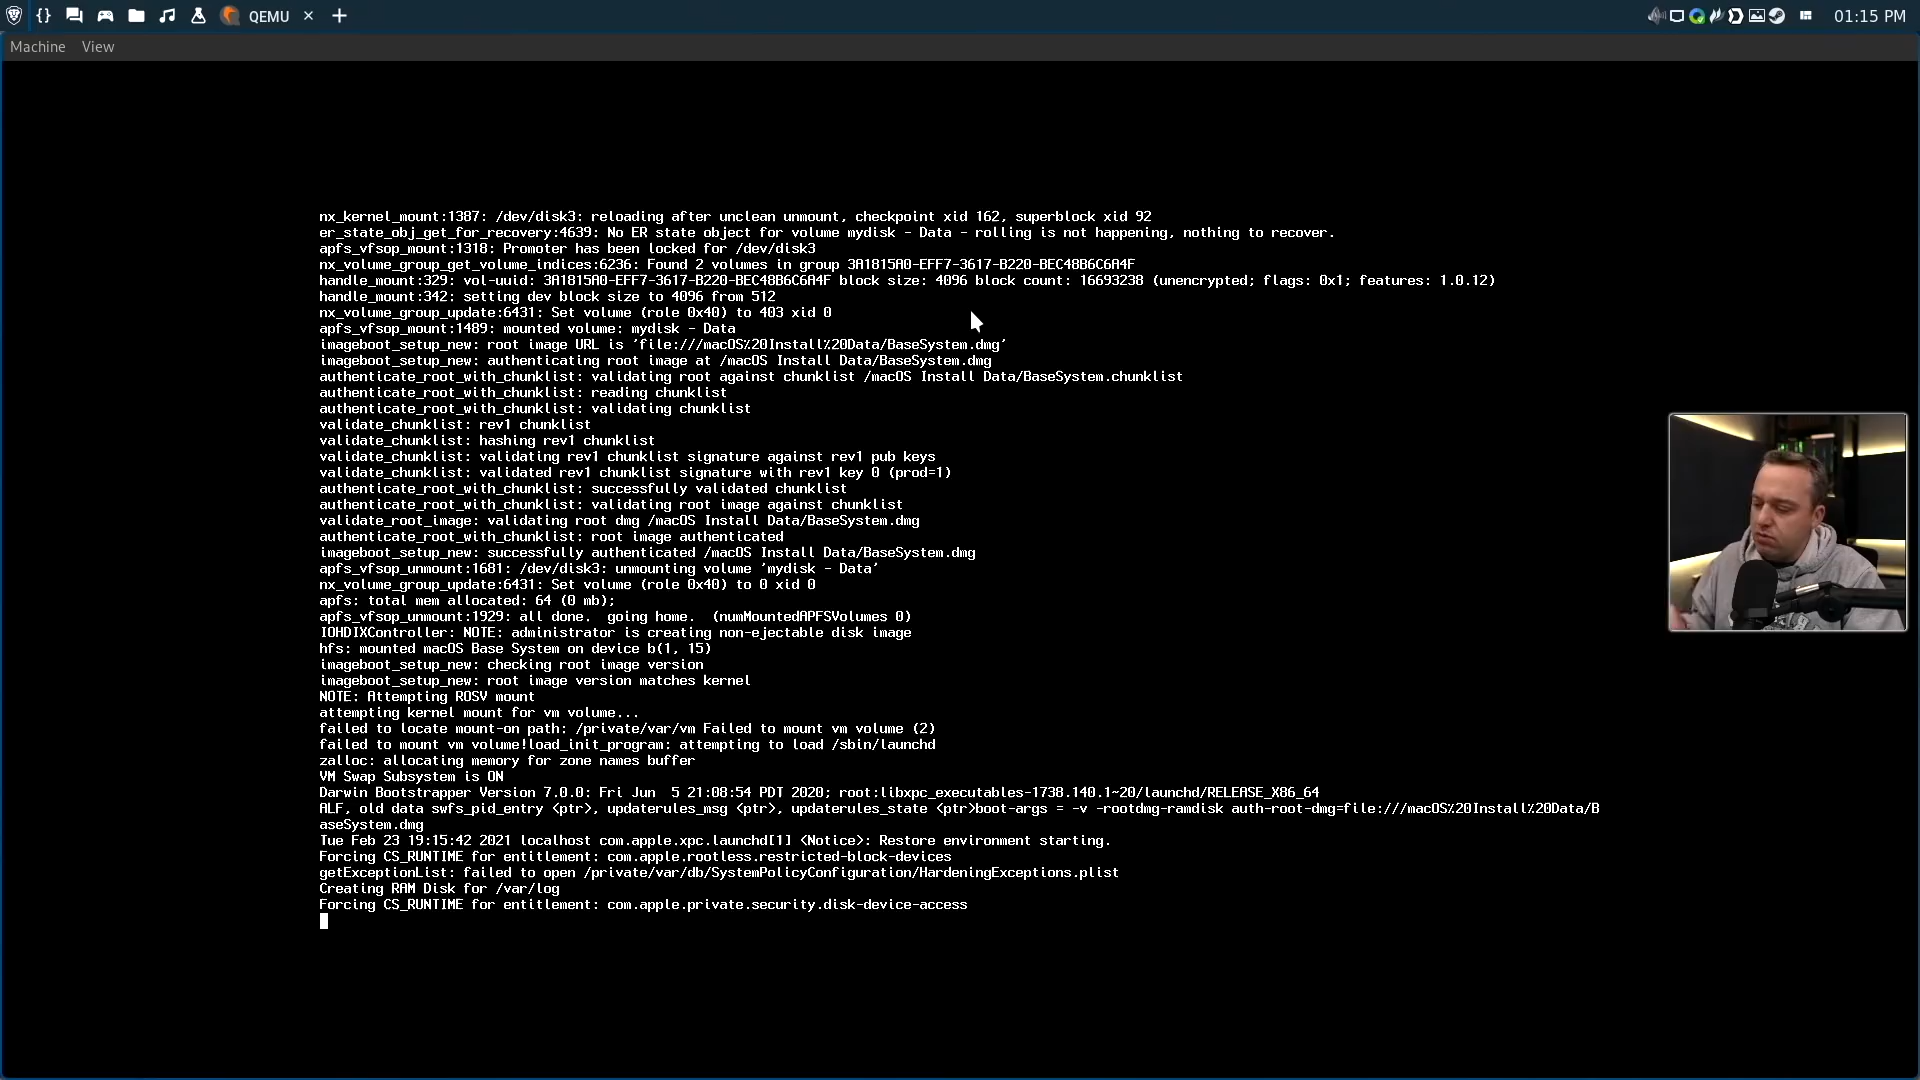 QEMU
01:15 PM
Machine View
nx_kernel_mount:1387: /dev/disk3: reloading after unclean unmount, checkpoint xid 162, superblock xid 92
er_state_obj_get_for_recovery:4639: No ER state object for volume mydisk - Data - rolling is not happening, nothing to recover.
apfs_vfsop_mount:1318: Promoter has been locked for /dev/disk3
nx_volume_group_get_volume_indices:6236: Found 2 volumes in group 3A1815A0-EFF7-3617-B220-BEC48B6C6A4F
handle_mount:329: vol-uuid: 3A1815A0-EFF7-3617-B220-BEC48B6C6A4F block size: 4096 block count: 16693238 (unencrypted; flags: 0x1; features: 1.0.12)
handle_mount:342: setting dev block size to 4096 from 512
nx_volume_group_update:6431: Set volume (role 0x40) to 403 xid 0
apfs_vfsop_mount:1489: mounted volume: mydisk - Data
imageboot_setup_new: root image URL is 'file:///macOS%20Install%20Data/BaseSystem.dmg'
imageboot_setup_new: authenticating root image at /macOS Install Data/BaseSystem.dmg
authenticate_root_with_chunklist: validating root against chunklist /macOS Install Data/BaseSystem.chunklist
authenticate_root_with_chunklist: reading chunklist
authenticate_root_with_chunklist: validating chunklist
validate_chunklist: rev1 chunklist
validate_chunklist: hashing rev1 chunklist
validate_chunklist: validating rev1 chunklist signature against rev1 pub keys
validate_chunklist: validated rev1 chunklist signature with rev1 key 0 (prod=1)
authenticate_root_with_chunklist: successfully validated chunklist
authenticate_root_with_chunklist: validating root image against chunklist
validate_root_image: validating root dmg /macOS Install Data/BaseSystem.dmg
authenticate_root_with_chunklist: root image authenticated
imageboot_setup_new: successfully authenticated /macOS Install Data/BaseSystem.dmg
apfs_vfsop_unmount:1681: /dev/disk3: unmounting volume 'mydisk - Data'
nx_volume_group_update:6431: Set volume (role 0x40) to 0 xid 0
apfs: total mem allocated: 64 (0 mb);
apfs_vfsop_unmount:1929: all done.  going home.  (numMountedAPFSVolumes 0)
IOHDIXController: NOTE: administrator is creating non-ejectable disk image
hfs: mounted macOS Base System on device b(1, 15)
imageboot_setup_new: checking root image version
imageboot_setup_new: root image version matches kernel
NOTE: Attempting ROSV mount
attempting kernel mount for vm volume...
failed to locate mount-on path: /private/var/vm Failed to mount vm volume (2)
failed to mount vm volume!load_init_program: attempting to load /sbin/launchd
zalloc: allocating memory for zone names buffer
VM Swap Subsystem is ON
Darwin Bootstrapper Version 7.0.0: Fri Jun  5 21:08:54 PDT 2020; root:libxpc_executables-1738.140.1~20/launchd/RELEASE_X86_64
ALF, old data swfs_pid_entry <ptr>, updaterules_msg <ptr>, updaterules_state <ptr>boot-args = -v -rootdmg-ramdisk auth-root-dmg=file:///macOS%20Install%20Data/B
aseSystem.dmg
Tue Feb 23 19:15:42 2021 localhost com.apple.xpc.launchd[1] <Notice>: Restore environment starting.
Forcing CS_RUNTIME for entitlement: com.apple.rootless.restricted-block-devices
getExceptionList: failed to open /private/var/db/SystemPolicyConfiguration/HardeningExceptions.plist
Creating RAM Disk for /var/log
Forcing CS_RUNTIME for entitlement: com.apple.private.security.disk-device-access